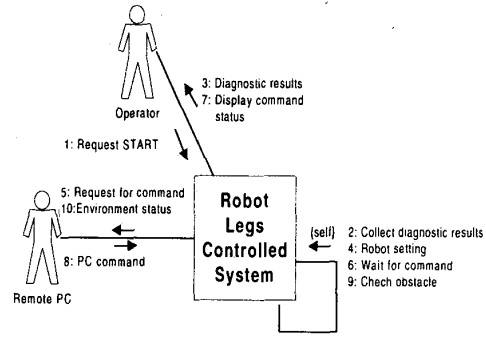 3: Diagnostic results
7: Display command
status
Operator
1: Request START
5: Request for command
10:Environment status
8: PC command
Remote PC
Robot
Legs
Controlled
System
{self}
2: Collect diagnostic results
4: Robot setting
6: Wait for command
9: Chech obstacle